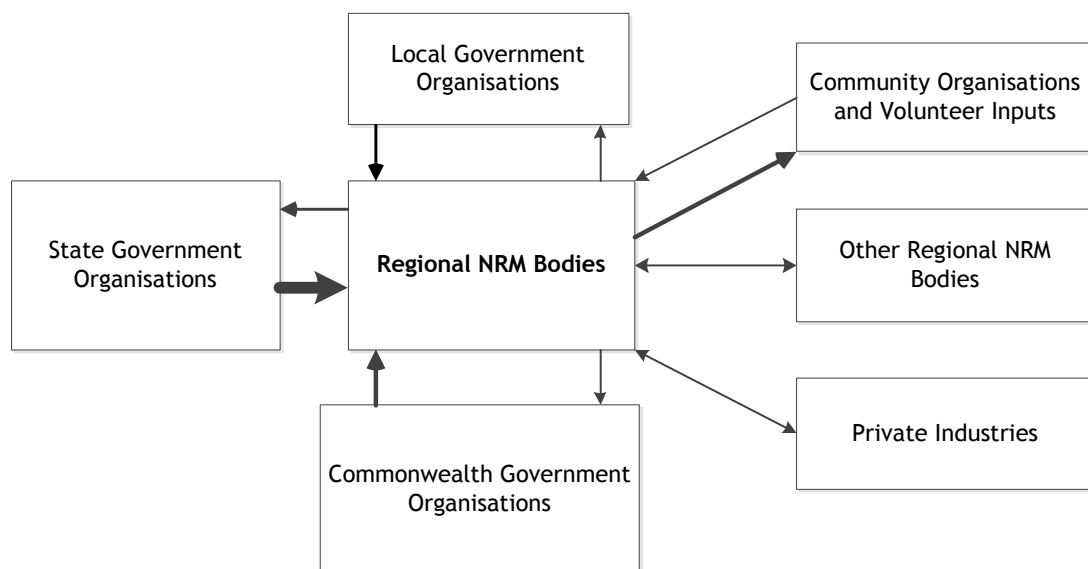 Local Government
Organisations
Community Organisations
and Volunteer Inputs
State Government
Organisations
Regional NRM Bodies
Other Regional NRM
Bodies
Private Industries
Commonwealth Government
Organisations